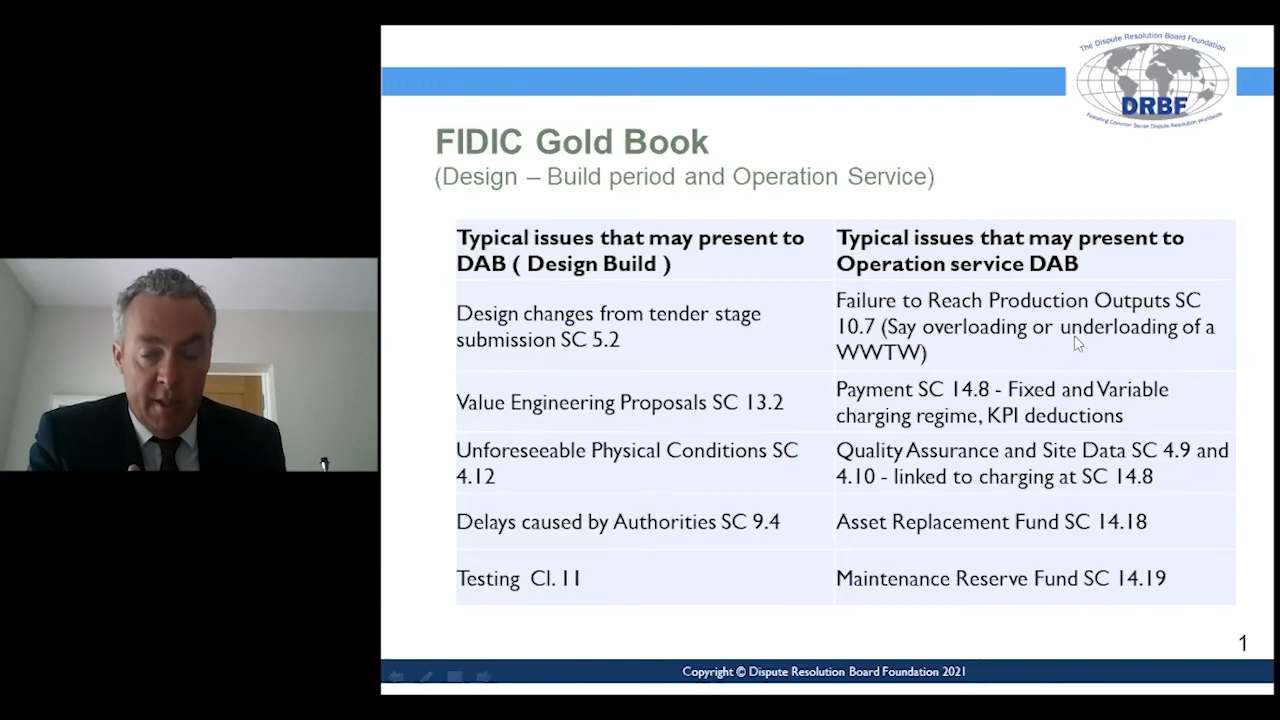 The Dispute Resolution Board Foundation
DRBF
Fostering Common Sense Dispute Resolution Worldwide
FIDIC Gold Book
(Design – Build period and Operation Service)
Typical issues that may present to
DAB ( Design Build )
Typical issues that may present to
Operation service DAB
Design changes from tender stage
submission SC 5.2
Failure to Reach Production Outputs SC
10.7 (Say overloading or underloading of a
WWTW)
Value Engineering Proposals SC 13.2
Payment SC 14.8 - Fixed and Variable
charging regime, KPI deductions
Unforeseeable Physical Conditions SC
4.12
Quality Assurance and Site Data SC 4.9 and
4.10 - linked to charging at SC 14.8
Delays caused by Authorities SC 9.4
Asset Replacement Fund SC 14.18
Testing Cl. 11
Maintenance Reserve Fund SC 14.19
1
Copyright © Dispute Resolution Board Foundation 2021